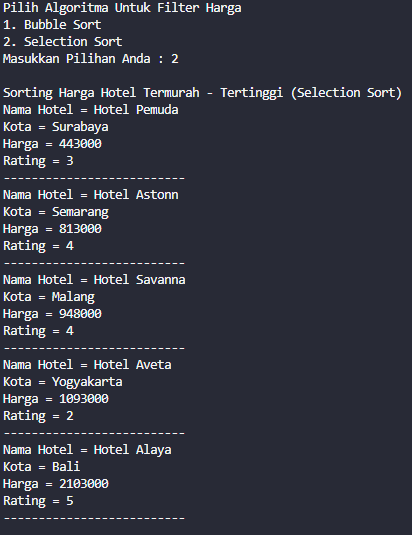 Pilih Algoritma Untuk Filter Harga
1. Bubble Sort
2. Selection Sort
Masukkan Pilihan Anda : 2
Sorting Harga Hotel Termurah - Tertinggi (Selection Sort)
Nama Hotel = Hotel Pemuda
Kota = Surabaya
Harga = 443000
Rating = 3
--------------------------
Nama Hotel = Hotel Astonn
Kota = Semarang
Harga = 813000
Rating = 4
--------------------------
Nama Hotel = Hotel Savanna
Kota = Malang
Harga = 948000
Rating = 4
--------------------------
Nama Hotel = Hotel Aveta
Kota = Yogyakarta
Harga = 1093000
Rating = 2
--------------------------
Nama Hotel = Hotel Alaya
Kota = Bali
Harga = 2103000
Rating = 5
--------------------------